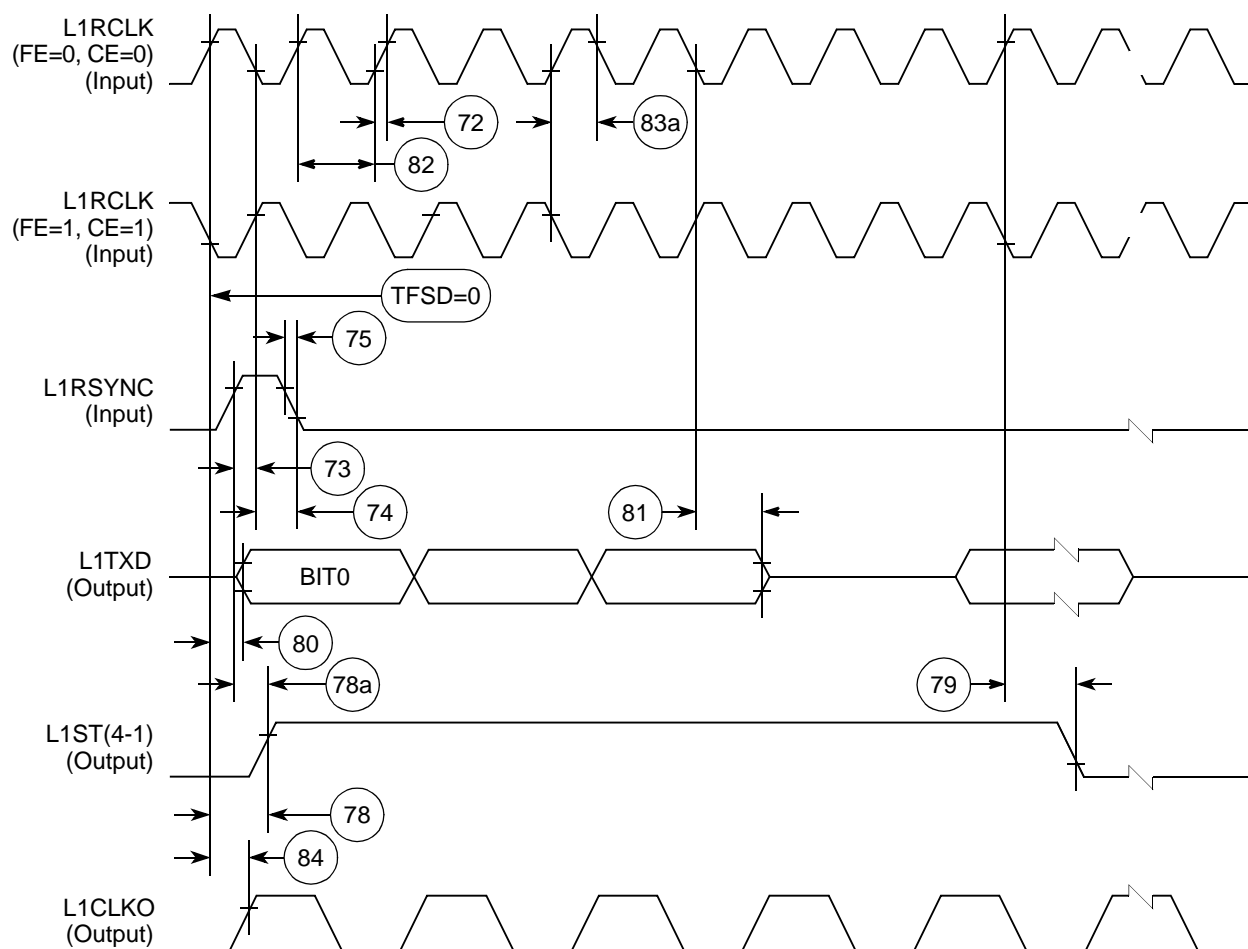 L1RCLK
(FE=0, CE=0)
(Input)
72
83a
82
L1RCLK
(FE=1, CE=1)
(Input)
TFSD=0
75
L1RSYNC
(Input)
73
74
81
L1TXD
(Output)
BIT0
80
78a
79
L1ST(4-1)
(Output)
78
84
L1CLKO
(Output)